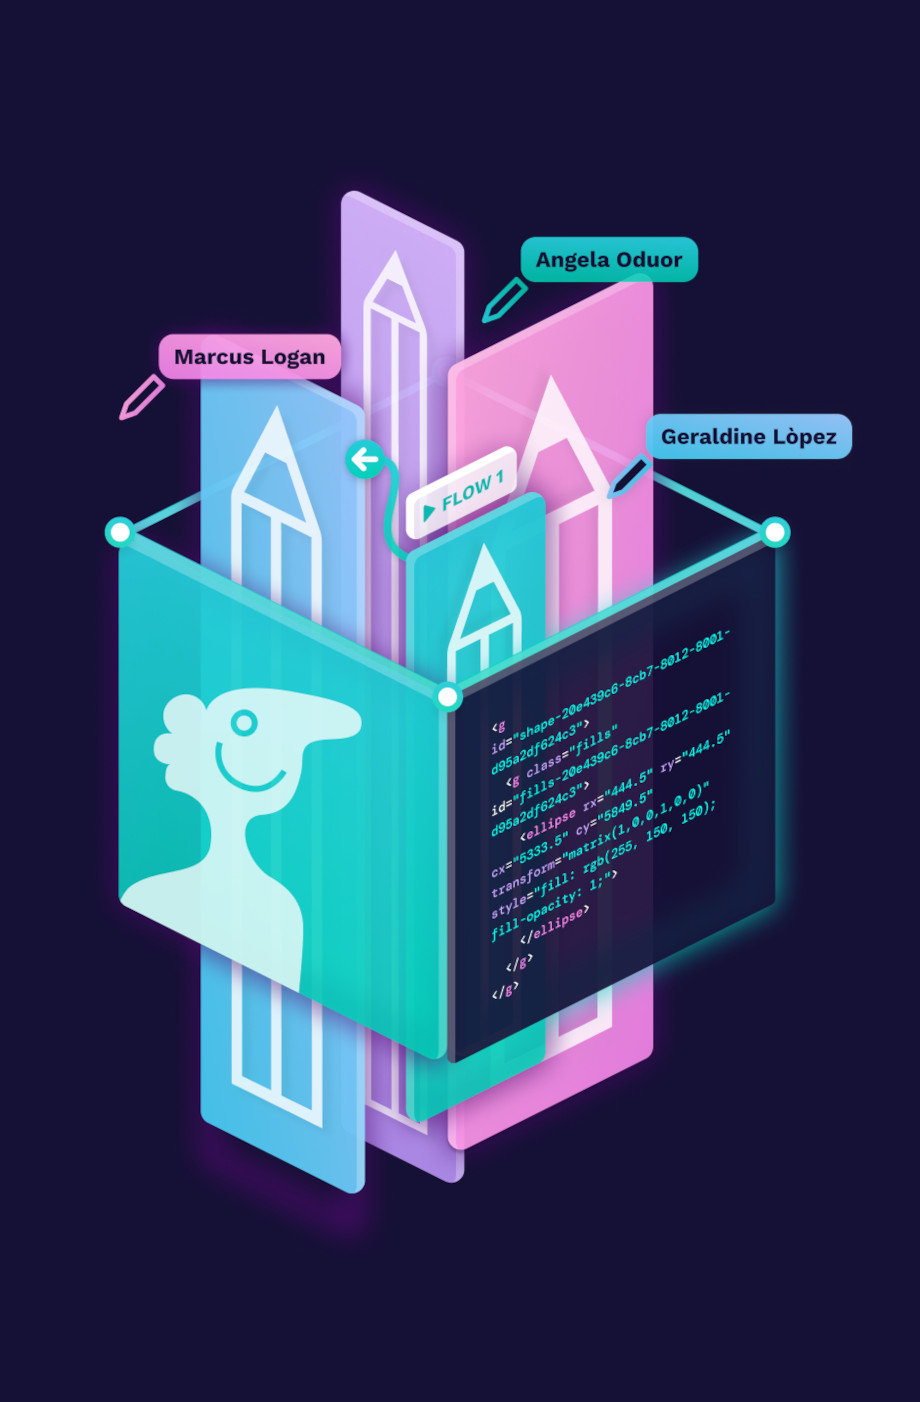 Angela Oduor
Marcus Logan
Geraldine Lòpez
FLOW 1
<g
id="shape-20e439c6-8cb7-8012-8001-
d95a2df624c3">
<g class="fills"
id="fills-20e439c6-8cb7-8012-8001-
d95a2df624c3">
<ellipse rx="444.5" ry="444.5"
cx="5333.5" cy="5849.5"
transform="matrix(1,0,0,1,0,0)"
style="fill: rgb(255, 150, 150);
fill-opacity: 1;">
</ellipse>
</g>
</g>